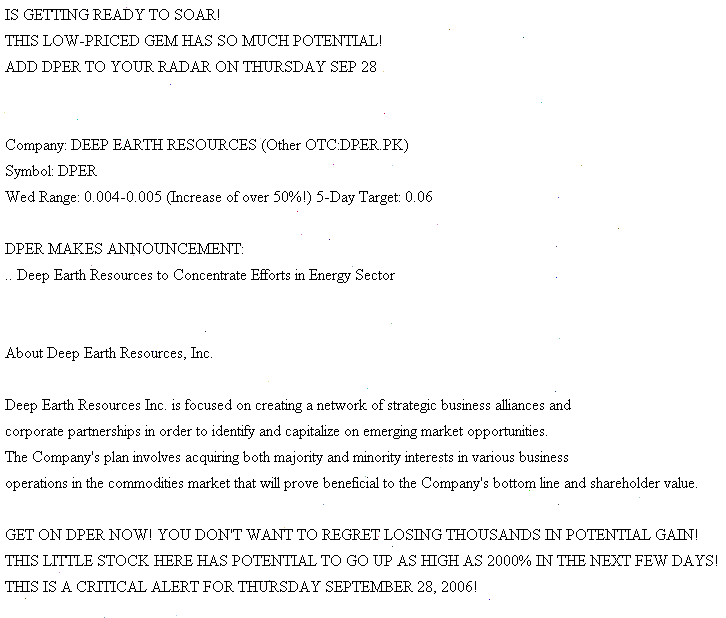 IS GETTING READY TO SOAR!
THIS LOW-PRICED GEM HAS SO MUCH POTENTIAL!
ADD DPER TO YOUR RADAR ON THURSDAY SEP 28
Company: DEEP EARTH RESOURCES (Other OTC:DPER.PK)
Symbol: DPER
Wed Range: 0.004-0.005 (Increase of over 50%!) 5-Day Target: 0.06
DPER MAKES ANNOUNCEMENT:
.. Deep Earth Resources to Concentrate Efforts in Energy Sector
About Deep Earth Resources, Inc.
Deep Earth Resources Inc. is focused on creating a network of strategic business alliances and
corporate partnerships in order to identify and capitalize on emerging market opportunities.
The Company's plan involves acquiring both majority and minority interests in various business
operations in the commodities market that will prove beneficial to the Company's bottom line and shareholder value.
GET ON DPER NOW! YOU DON'T WANT TO REGRET LOSING THOUSANDS IN POTENTIAL GAIN!
THIS LITTLE STOCK HERE HAS POTENTIAL TO GO UP AS HIGH AS 2000% IN THE NEXT FEW DAYS!
THIS IS A CRITICAL ALERT FOR THURSDAY SEPTEMBER 28, 2006!